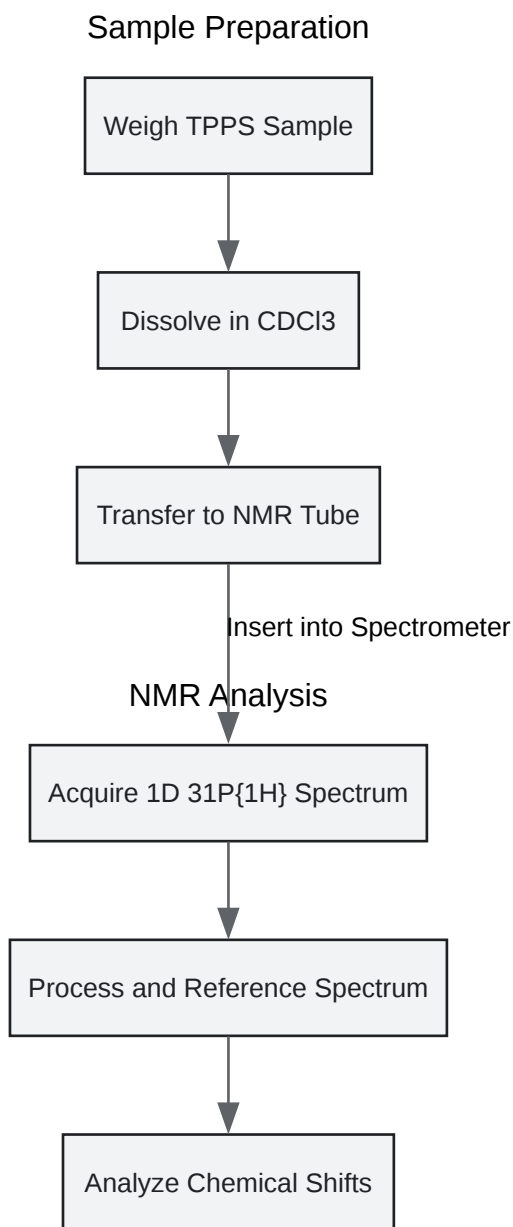 Sample Preparation
Weigh TPPS Sample
Dissolve in CDCl3
Transfer to NMR Tube
Insert into Spectrometer
NMR Analysis
Acquire 1D 31P{1H} Spectrum
Process and Reference Spectrum
Analyze Chemical Shifts